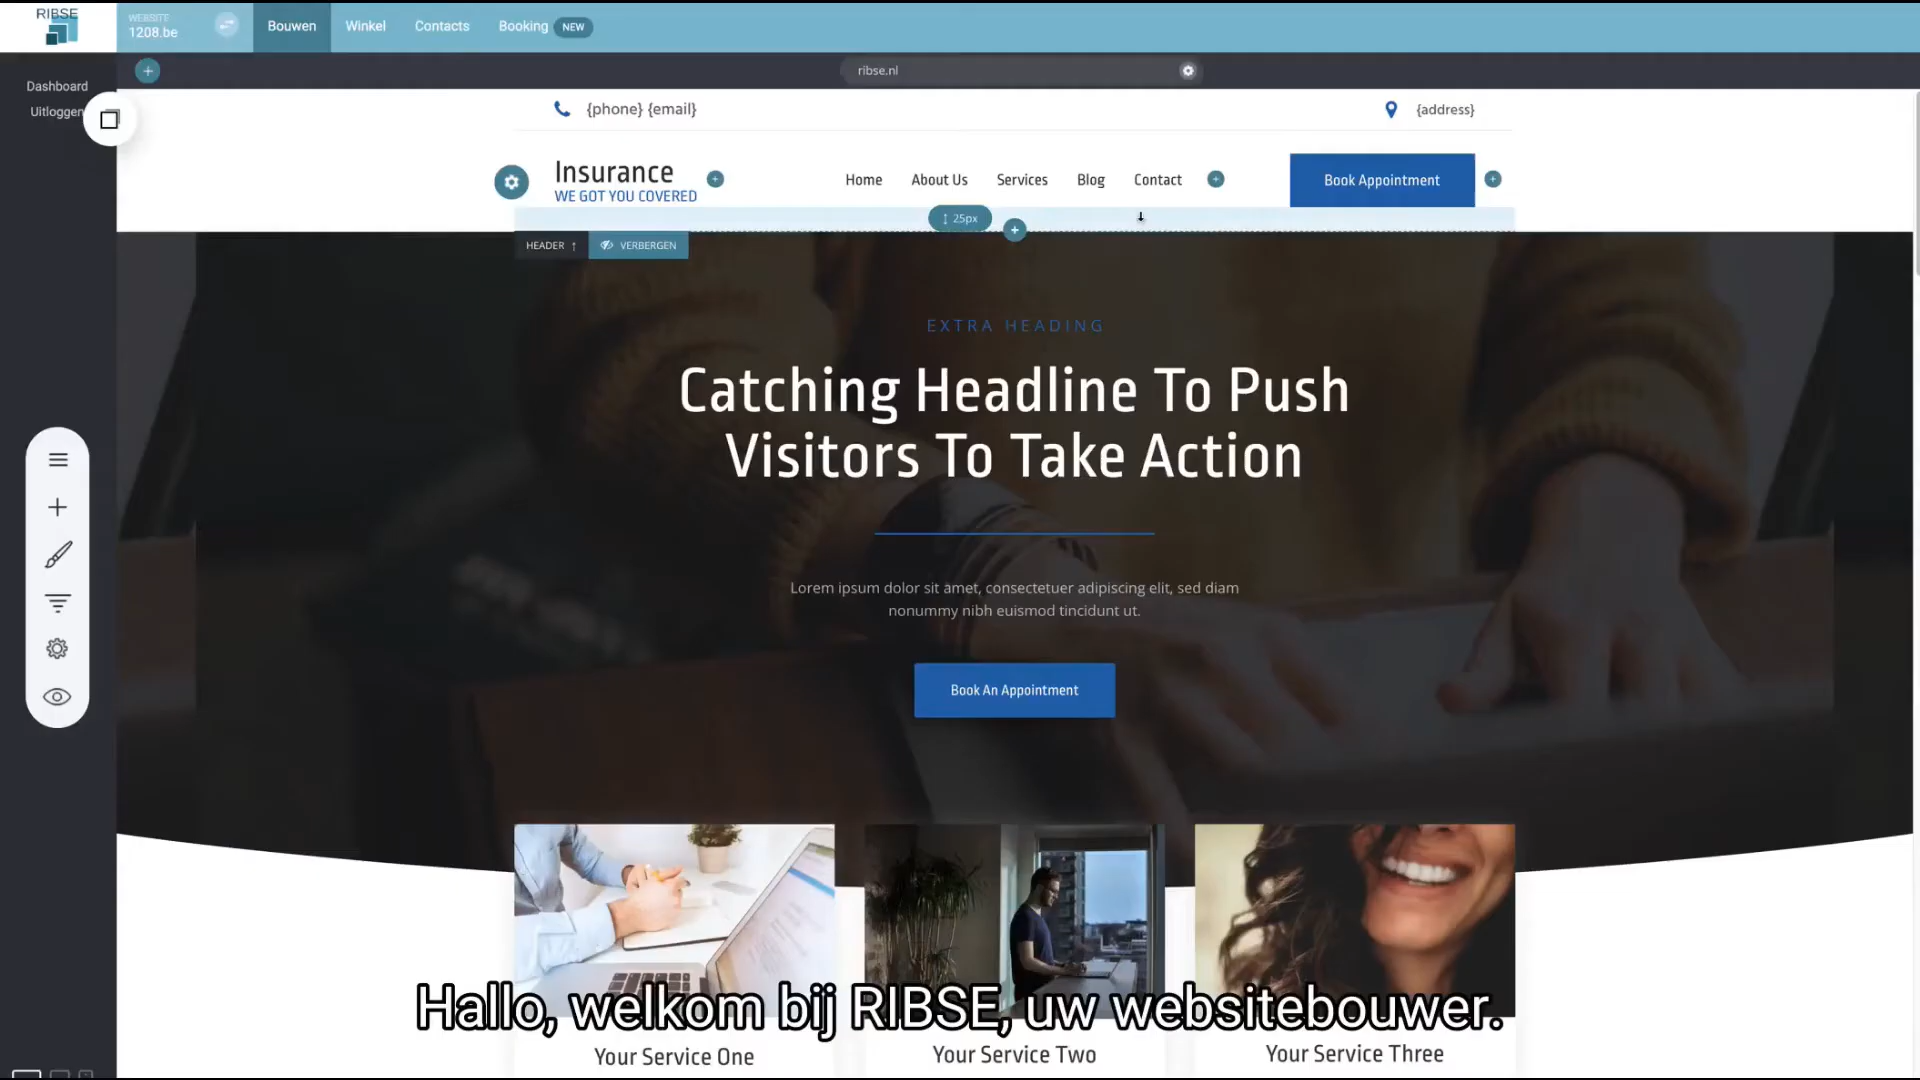 RIBSE
WEBSITE
1208.be
Bouwen
Winkel
Contacts
Booking NEW
Dashboard
Uitloggen
ribse.nl
{phone} {email}
{address}
Insurance
WE GOT YOU COVERED
Home
About Us
Services
Blog
Contact
Book Appointment
25px
HEADER
VERBERGEN
EXTRA HEADING
Catching Headline To Push
Visitors To Take Action
Lorem ipsum dolor sit amet, consectetuer adipiscing elit, sed diam
nonummy nibh euismod tincidunt ut.
Book An Appointment
Hallo, welkom bij RIBSE, uw websitebouwer.
Your Service One
Your Service Two
Your Service Three